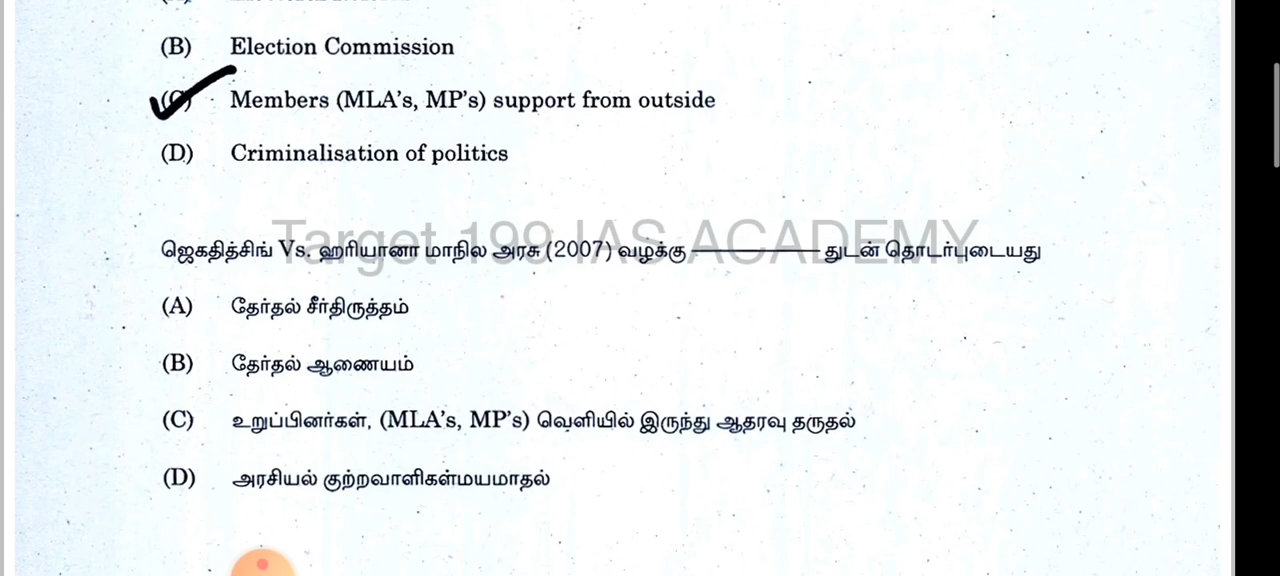 (B) Election Commission
(C) Members (MLA's, MP's) support from outside
(D) Criminalisation of politics
Target 199 IAS ACADEMY
ஜெகதித்சிங் Vs. ஹரியானா மாநில அரசு (2007) வழக்கு ———— துடன் தொடர்புடையது
(A) தேர்தல் சீர்திருத்தம்
(B) தேர்தல் ஆணையம்
(C) உறுப்பினர்கள், (MLA's, MP's) வெளியில் இருந்து ஆதரவு தருதல்
(D) அரசியல் குற்றவாளிகள்மயமாதல்